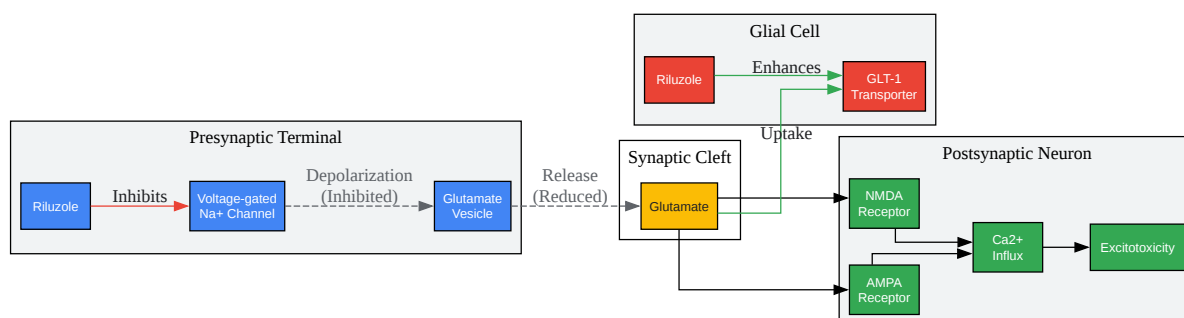 Glial Cell
Riluzole
Enhances
GLT-1
Transporter
Uptake
Presynaptic Terminal
Riluzole
Inhibits
Voltage-gated
Na+ Channel
Depolarization
(Inhibited)
Glutamate
Vesicle
Release
(Reduced)
Synaptic Cleft
Glutamate
Postsynaptic Neuron
NMDA
Receptor
AMPA
Receptor
Ca2+
Influx
Excitotoxicity